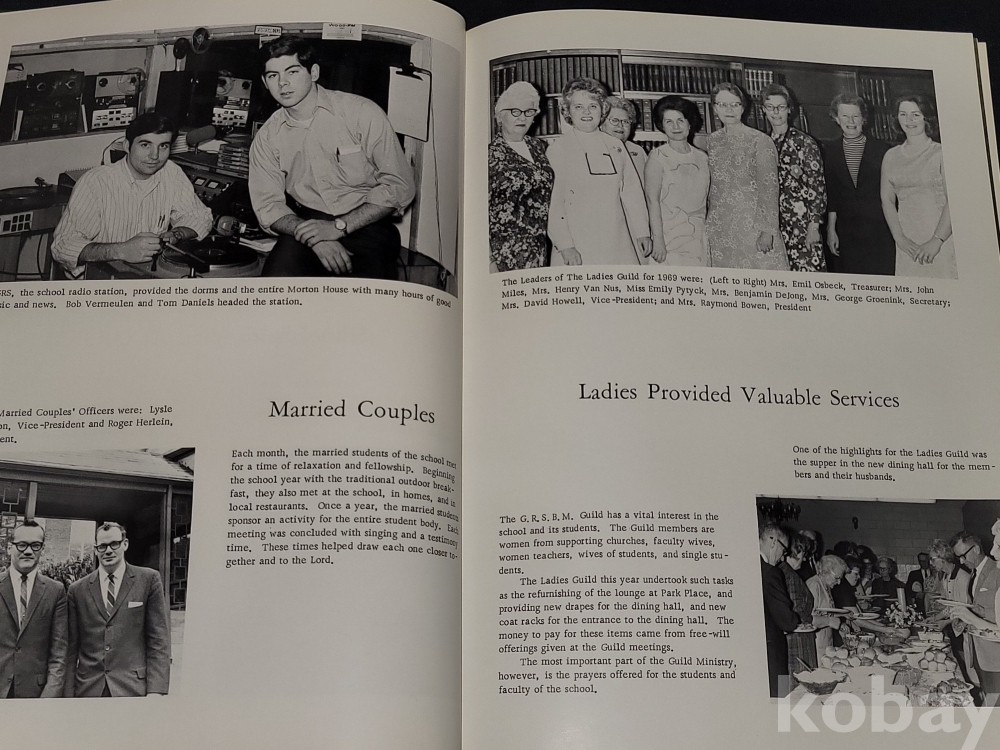 SRS, the school radio station, provided the dorms and the entire Morton House with many hours of good
sic and news. Bob Vermeulen and Tom Daniels headed the station.
Married Couples' Officers were: Lysle
on, Vice-President and Roger Herlein,
ent.
Married Couples
Each month, the married students of the school met
for a time of relaxation and fellowship. Beginning
the school year with the traditional outdoor break-
fast, they also met at the school, in homes, and in
local restaurants. Once a year, the married students
sponsor an activity for the entire student body. Each
meeting was concluded with singing and a testimony
time. These times helped draw each one closer to-
gether and to the Lord.
The Leaders of The Ladies Guild for 1969 were: (Left to Right) Mrs. Emil Osbeck, Treasurer; Mrs. John
Miles, Mrs. Henry Van Nus, Miss Emily Pytyck, Mrs. Benjamin DeJong, Mrs. George Groenink, Secretary;
Mrs. David Howell, Vice-President; and Mrs. Raymond Bowen, President
Ladies Provided Valuable Services
One of the highlights for the Ladies Guild was
the supper in the new dining hall for the mem-
bers and their husbands.
The G.R.S.B.M. Guild has a vital interest in the
school and its students. The Guild members are
women from supporting churches, faculty wives,
women teachers, wives of students, and single stu-
dents.
The Ladies Guild this year undertook such tasks
as the refurnishing of the lounge at Park Place, and
providing new drapes for the dining hall, and new
coat racks for the entrance to the dining hall. The
money to pay for these items came from free-will
offerings given at the Guild meetings.
The most important part of the Guild Ministry,
however, is the prayers offered for the students and
faculty of the school.
kobay